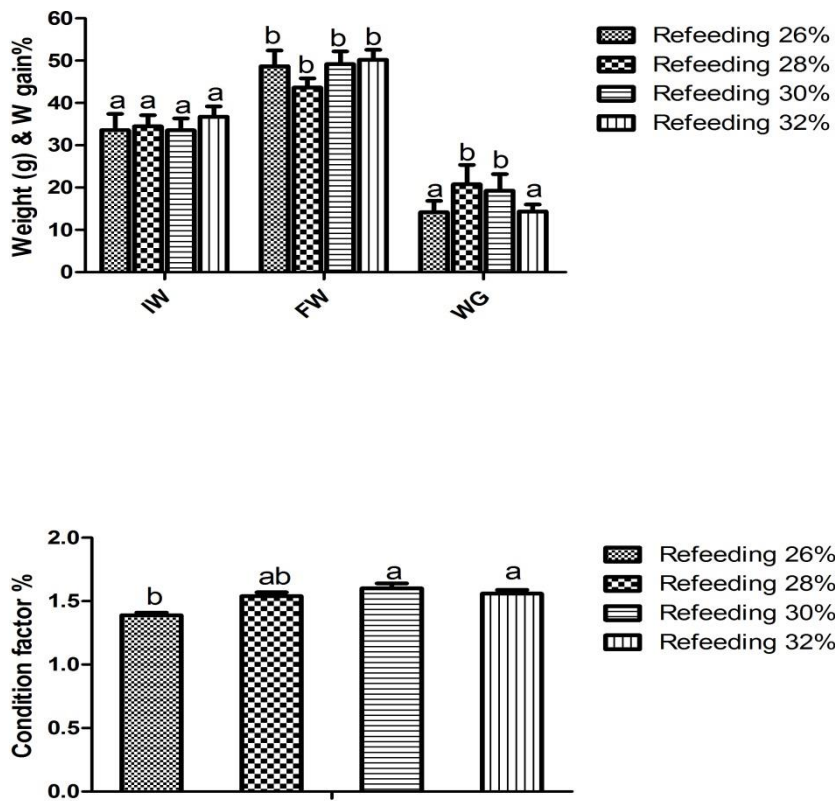 60
50
40
30
20
10
0
Weight (g) & W gain%
a a a a
b b b b
a b b a
IW FW WG
Refeeding 26%
Refeeding 28%
Refeeding 30%
Refeeding 32%
2.0
1.5
1.0
0.5
0.0
Condition factor %
b ab a a
Refeeding 26%
Refeeding 28%
Refeeding 30%
Refeeding 32%